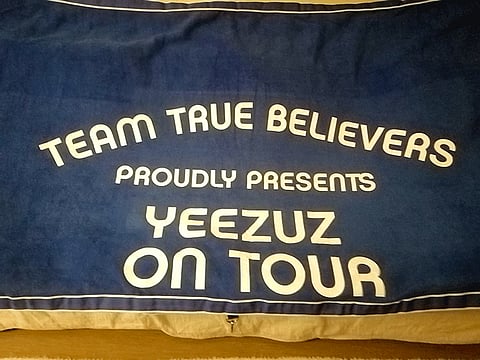 TEAM TRUE BELIEVERS
PROUDLY PRESENTS
YEEZUZ
ON TOUR